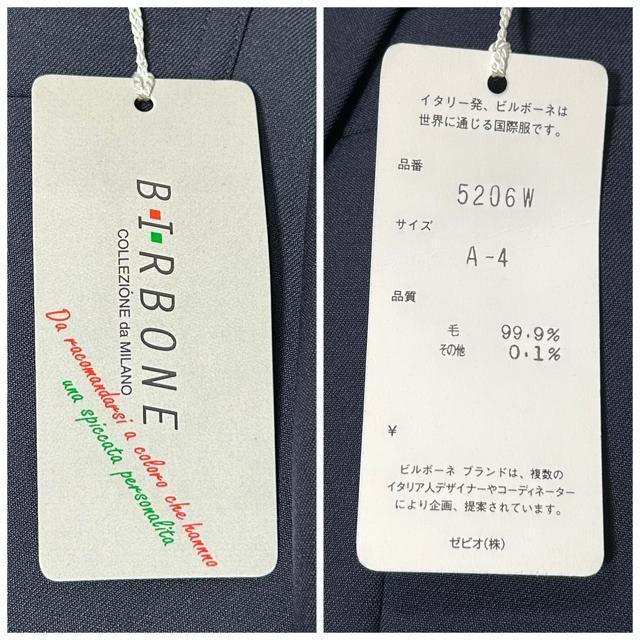 B·I·RBONE
COLLEZIÓNE da MILANO
Da racomandarsi a coloro che hannno
una spiccata personalita
イタリー発、ビルボーネは
世界に通じる国際服です。
品番
5206W
サイズ
A-4
品質
毛 99.9%
その他 0.1%
¥
ビルボーネ ブランドは、複数の
イタリア人デザイナーやコーディネーター
により企画、提案されています。
ゼビオ(株)